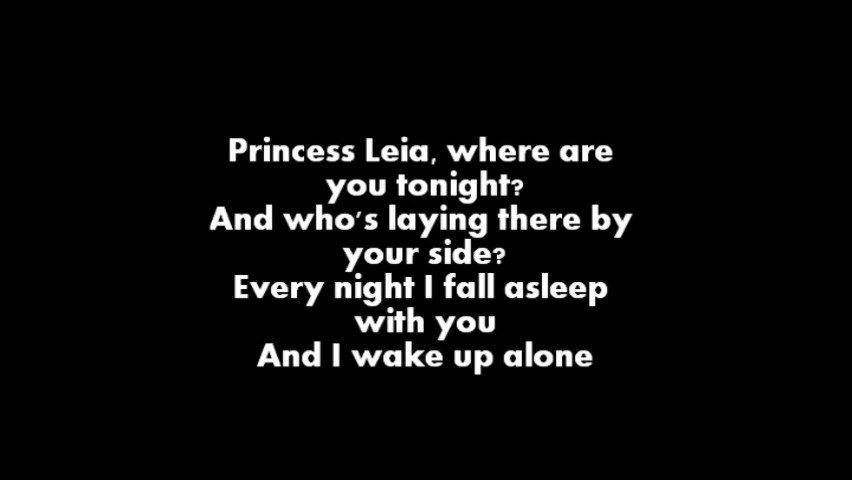 Princess Leia, where are
you tonight?
And who's laying there by
your side?
Every night I fall asleep
with you
And I wake up alone